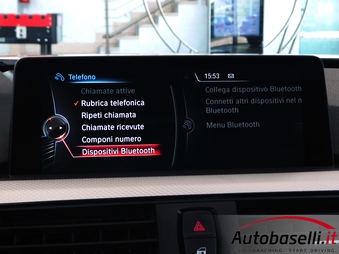 Telefono
15:53
Chiamate attive
Rubrica telefonica
Ripeti chiamata
Chiamate ricevute
Componi numero
Dispositivi Bluetooth
Collega dispositivo Bluetooth
Connetti altri dispositivi nel
Menu Bluetooth
Autobaselli.it